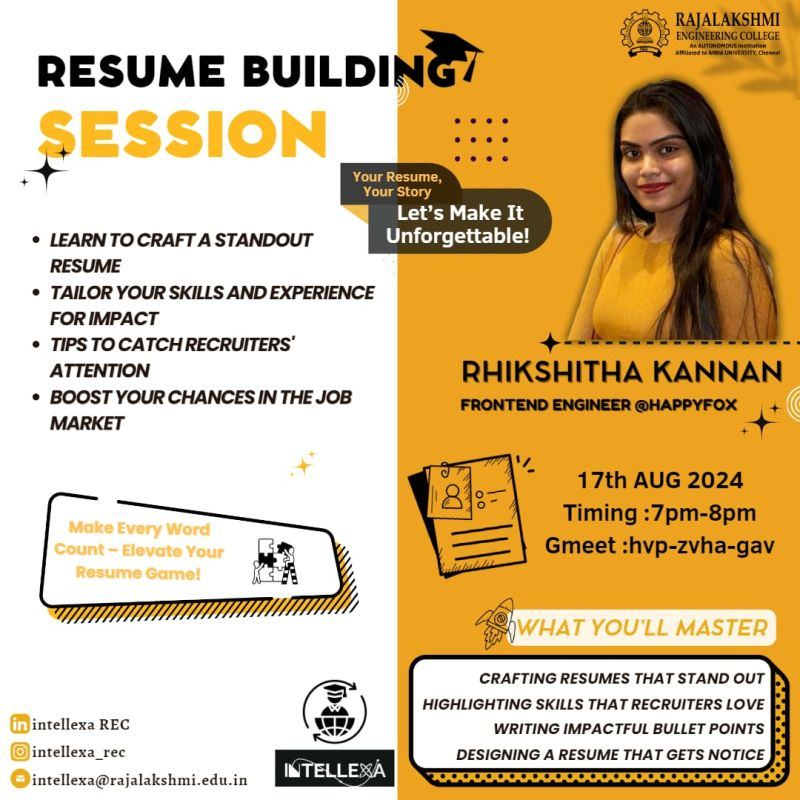 RESUME BUILDING
SESSION
RAJALAKSHMI
ENGINEERING COLLEGE
An AUTONOMOUS Institution
Affiliated to ANNA UNIVERSITY, Chennai
Your Resume,
Your Story
Let's Make It
Unforgettable!
• LEARN TO CRAFT A STANDOUT
RESUME
• TAILOR YOUR SKILLS AND EXPERIENCE
FOR IMPACT
• TIPS TO CATCH RECRUITERS'
ATTENTION
• BOOST YOUR CHANCES IN THE JOB
MARKET
RHIKSHITHA KANNAN
FRONTEND ENGINEER @HAPPYFOX
17th AUG 2024
Timing :7pm-8pm
Gmeet :hvp-zvha-gav
Make Every Word
Count – Elevate Your
Resume Game!
WHAT YOU'LL MASTER
CRAFTING RESUMES THAT STAND OUT
HIGHLIGHTING SKILLS THAT RECRUITERS LOVE
WRITING IMPACTFUL BULLET POINTS
DESIGNING A RESUME THAT GETS NOTICE
in intellexa REC
intellexa_rec
intellexa@rajalakshmi.edu.in
INTELLEXA